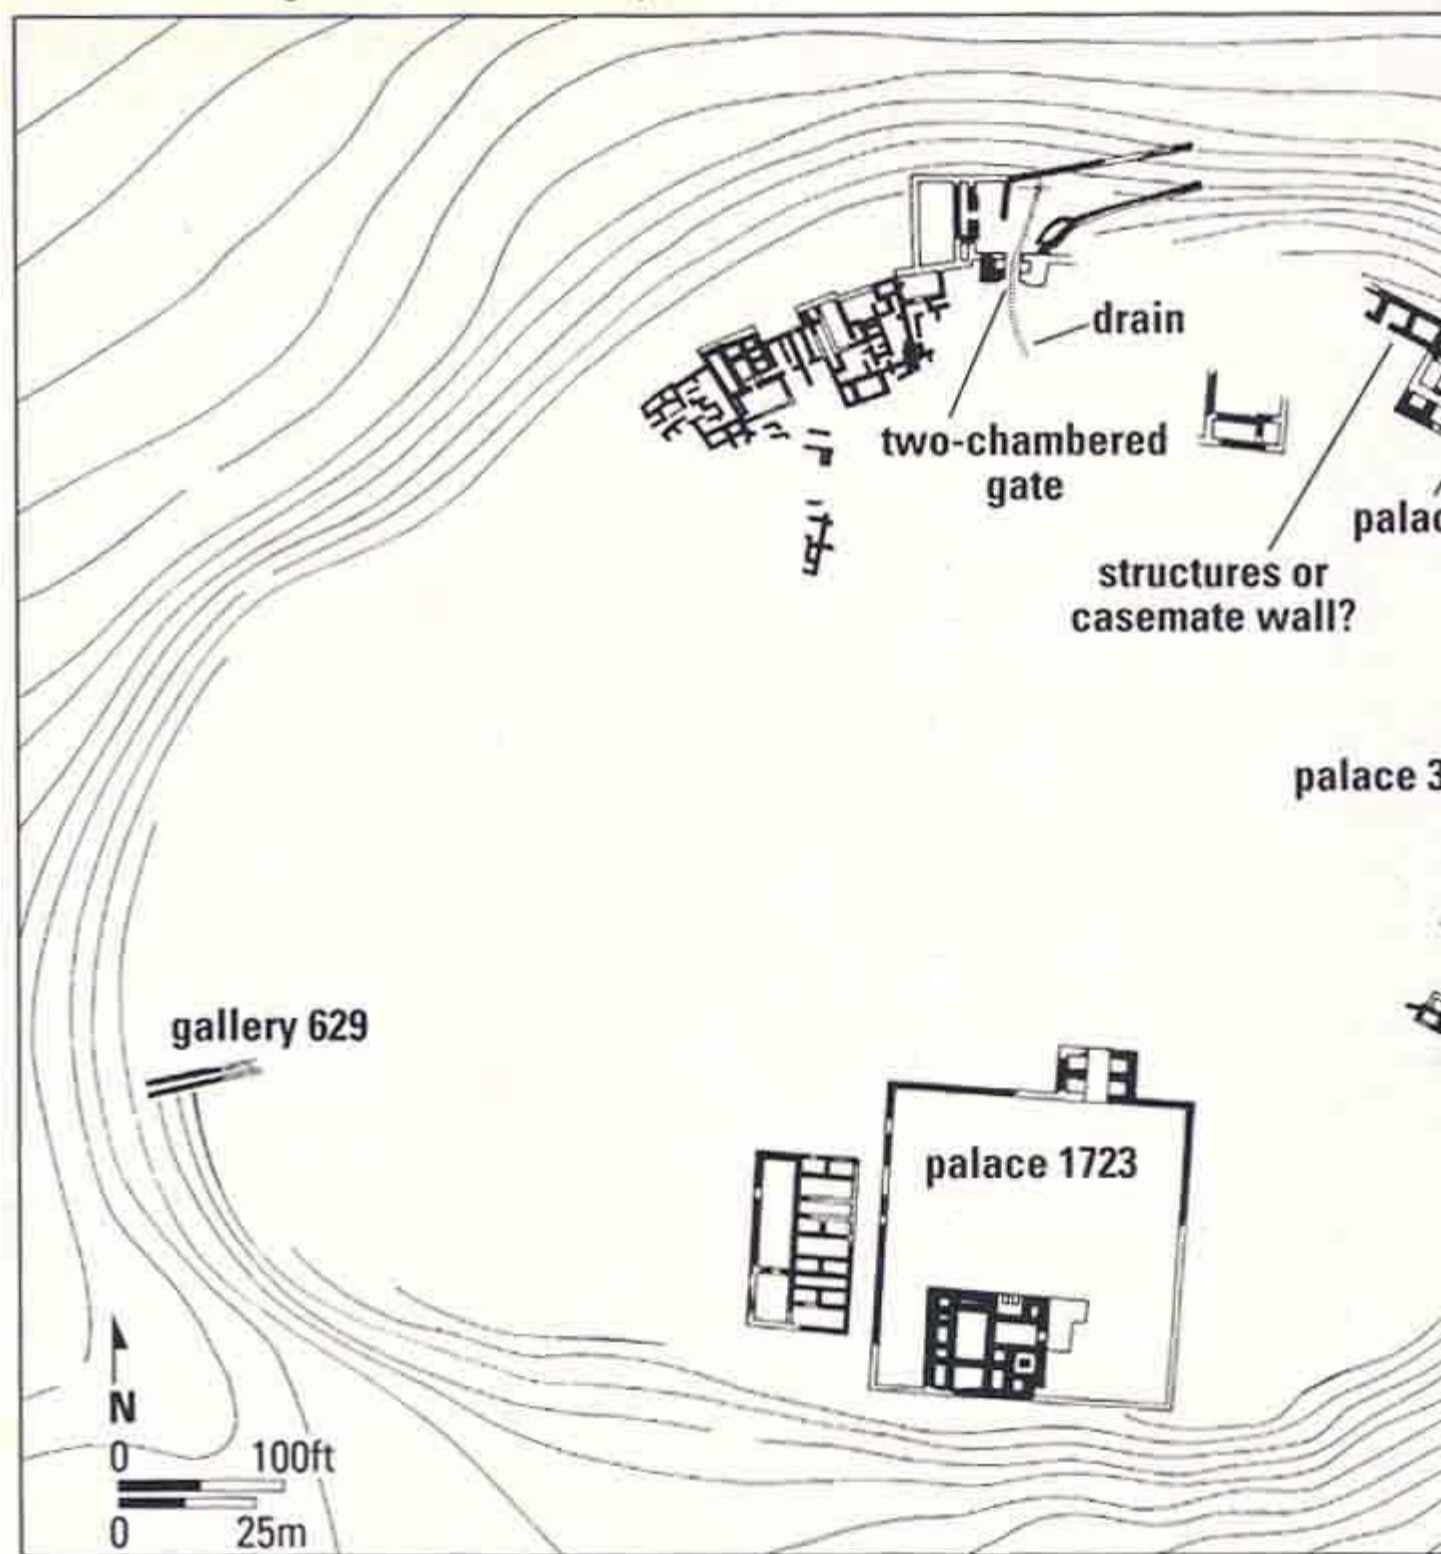 drain
two-chambered
gate
structures or
casemate wall?
palace 3
gallery 629
palace 1723
N
0 100ft
0 25m